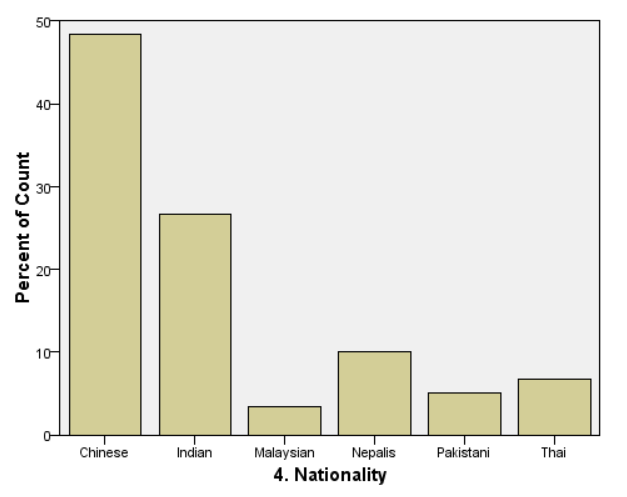 50
40
30
20
10
0
Percent of Count
Chinese Indian Malaysian Nepalis Pakistani Thai
4. Nationality